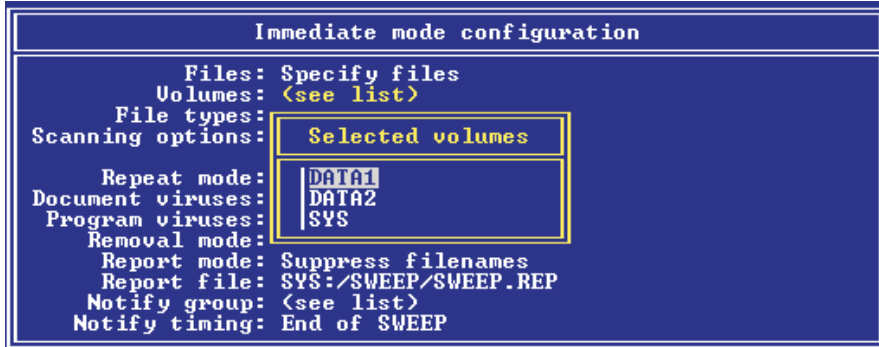 Immediate mode configuration
Files: Specify files
Volumes: (see list)
File types:
Scanning options:
Selected volumes
Repeat mode:
DATA1
Document viruses:
DATA2
Program viruses:
SYS
Removal mode:
Report mode: Suppress filenames
Report file: SYS:/SWEEP/SWEEP.REP
Notify group: (see list)
Notify timing: End of SWEEP